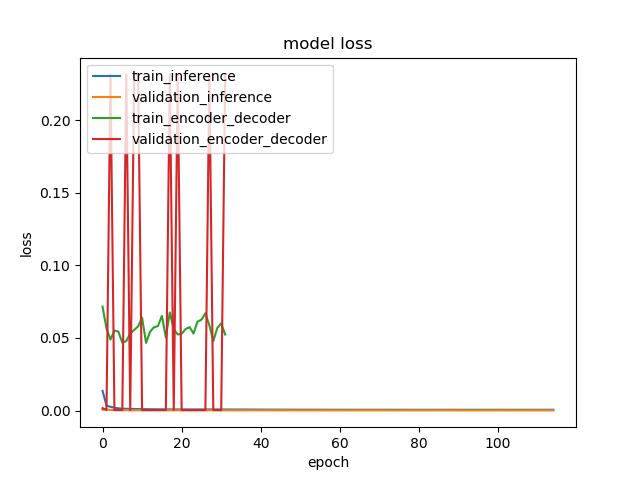 model loss
train_inference
validation_inference
train_encoder_decoder
validation_encoder_decoder
0.20
0.15
0.10
0.05
0.00
loss
0 20 40 60 80 100
epoch